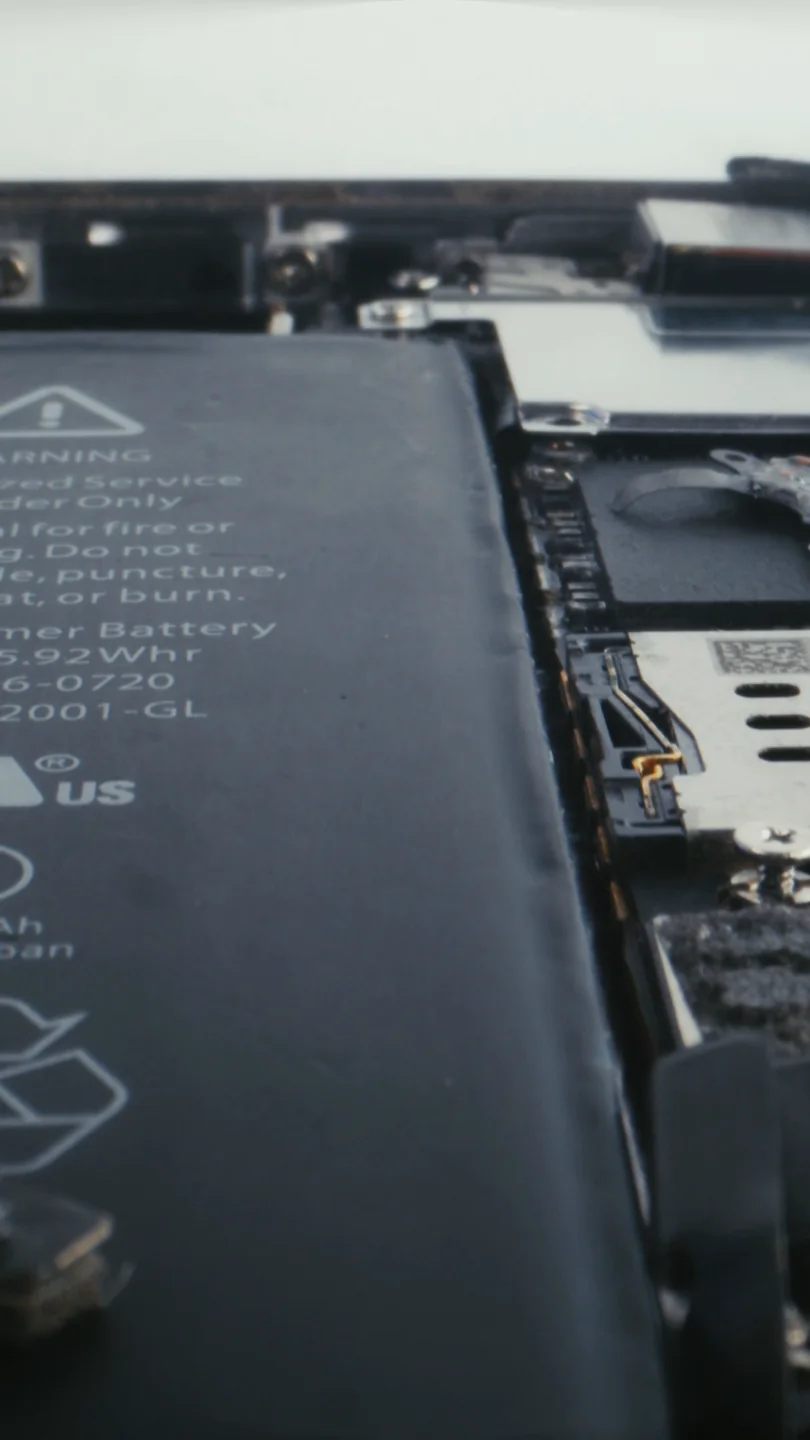 ARNING
zed Service
der Only
l for fire or
g. Do not
le, puncture,
at, or burn.
mer Battery
5.92Whr
6-0720
2001-GL
®
US
Ah
pan